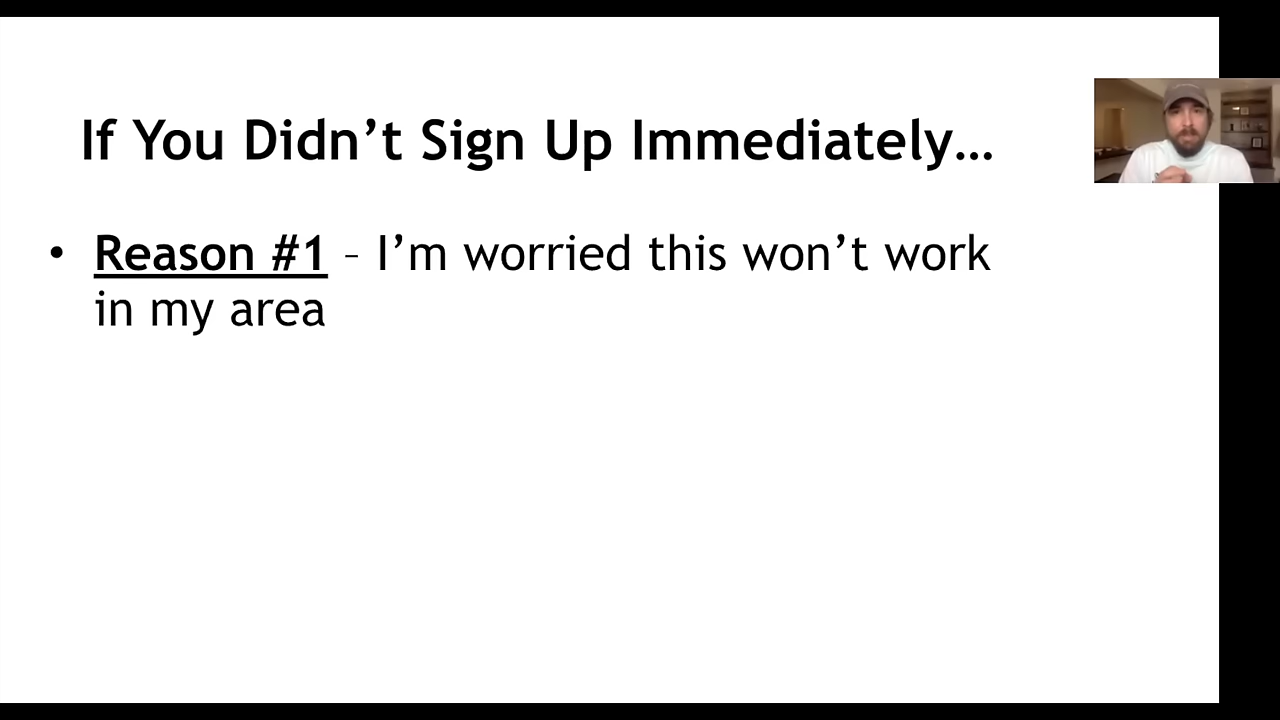 If You Didn’t Sign Up Immediately…
• Reason #1 – I’m worried this won’t work
in my area